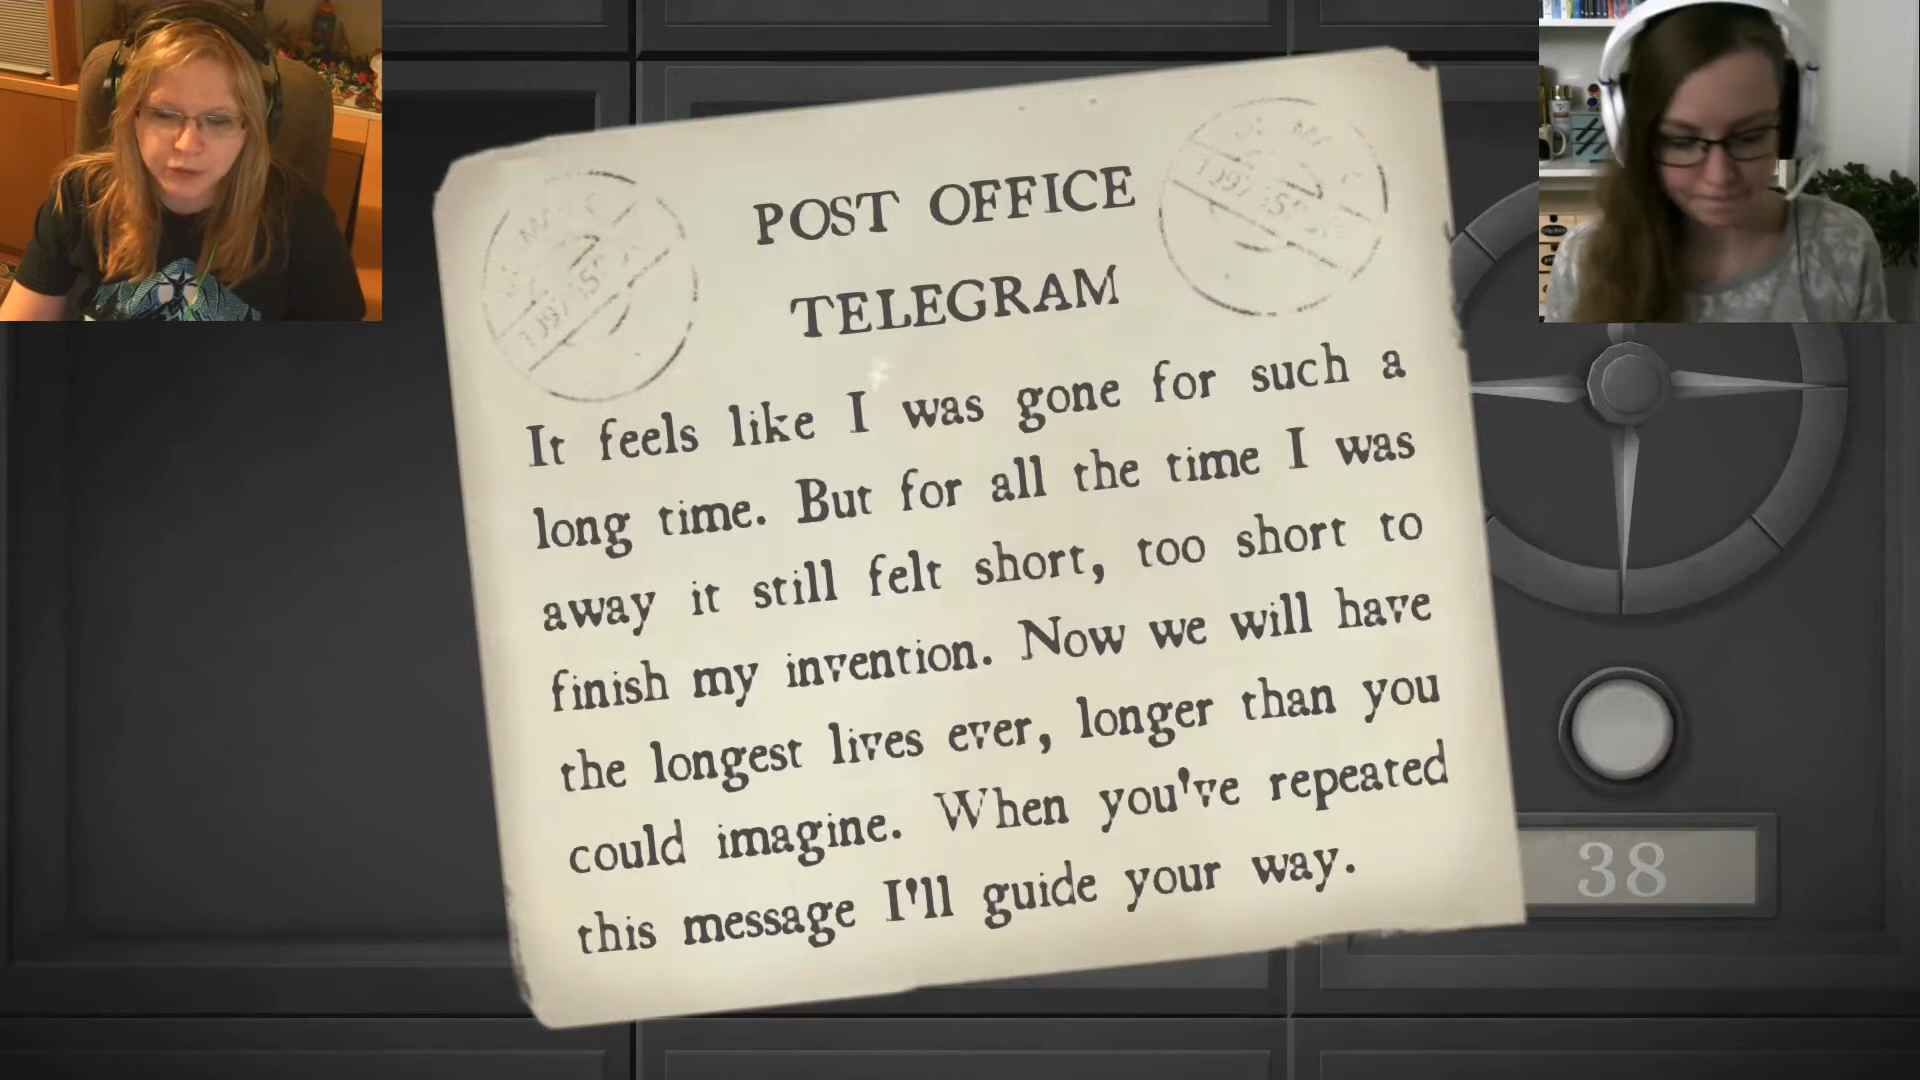 POST OFFICE
TELEGRAM
It feels like I was gone for such a
long time. But for all the time I was
away it still felt short, too short to
finish my invention. Now we will have
the longest lives ever, longer than you
could imagine. When you've repeated
this message I'll guide your way.
38